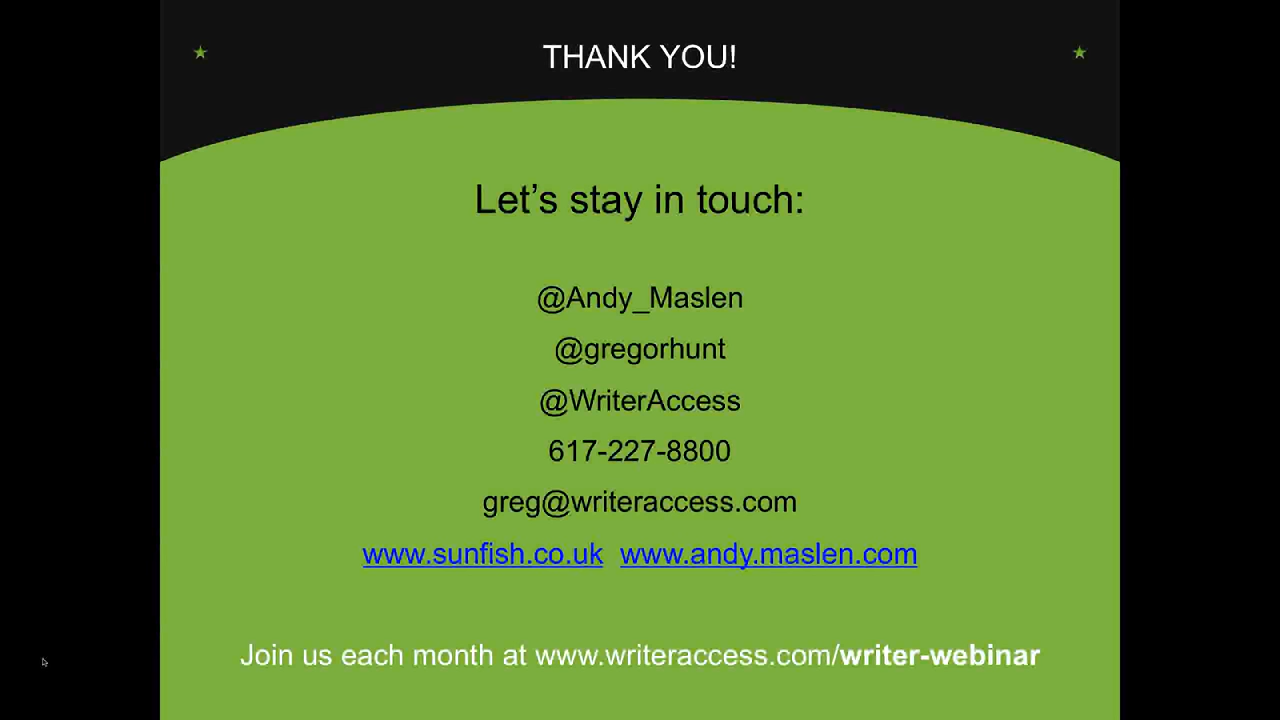 THANK YOU!
Let’s stay in touch:
@Andy_Maslen
@gregorhunt
@WriterAccess
617-227-8800
greg@writeraccess.com
www.sunfish.co.uk www.andy.maslen.com
Join us each month at www.writeraccess.com/writer-webinar